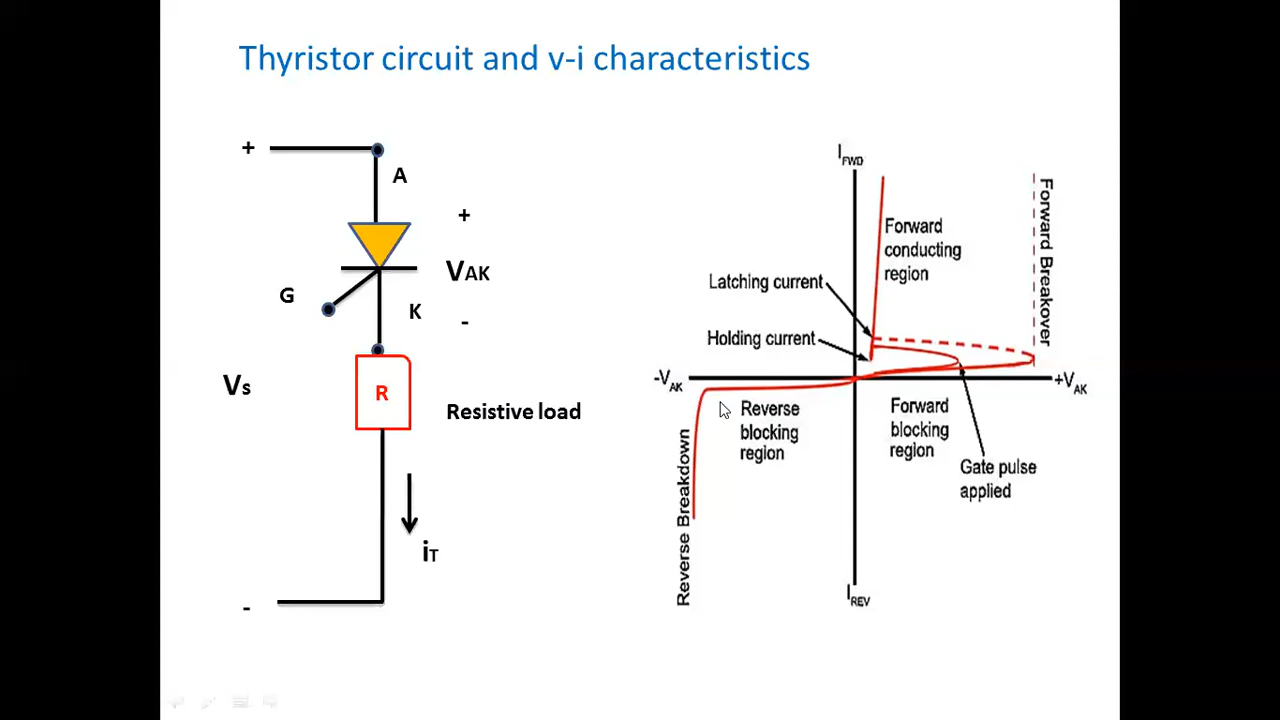 Thyristor circuit and v-i characteristics
+
A
+
VAK
G
K
-
Vs
R
Resistive load
iT
-
IFWD
Forward
conducting
region
Forward Breakover
Latching current
Holding current
-VAK
+VAK
Reverse
blocking
region
Forward
blocking
region
Gate pulse
applied
Reverse Breakdown
IREV